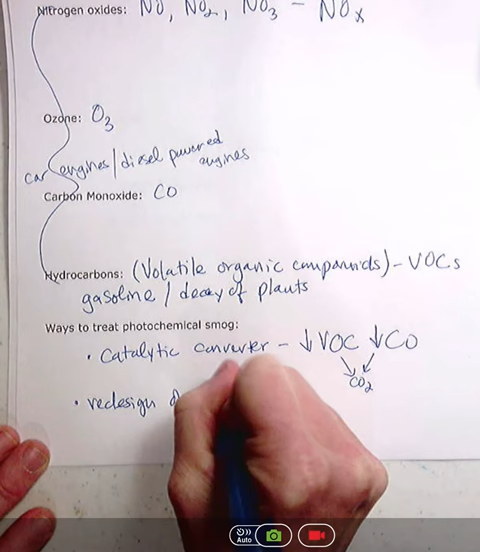 Nitrogen oxides: NO, NO₂, NO₃ – NOx
Ozone: O₃
car engines/diesel powered
engines
Carbon Monoxide: CO
Hydrocarbons: (Volatile organic compounds) – VOCs
gasoline / decay of plants
Ways to treat photochemical smog:
• Catalytic converter – ↓ VOC ↓ CO
↘ ↙
CO₂
• redesign
Auto